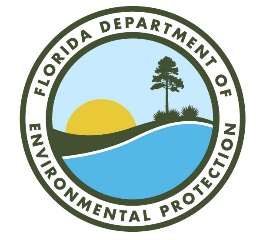 FLORIDA DEPARTMENT OF
ENVIRONMENTAL PROTECTION